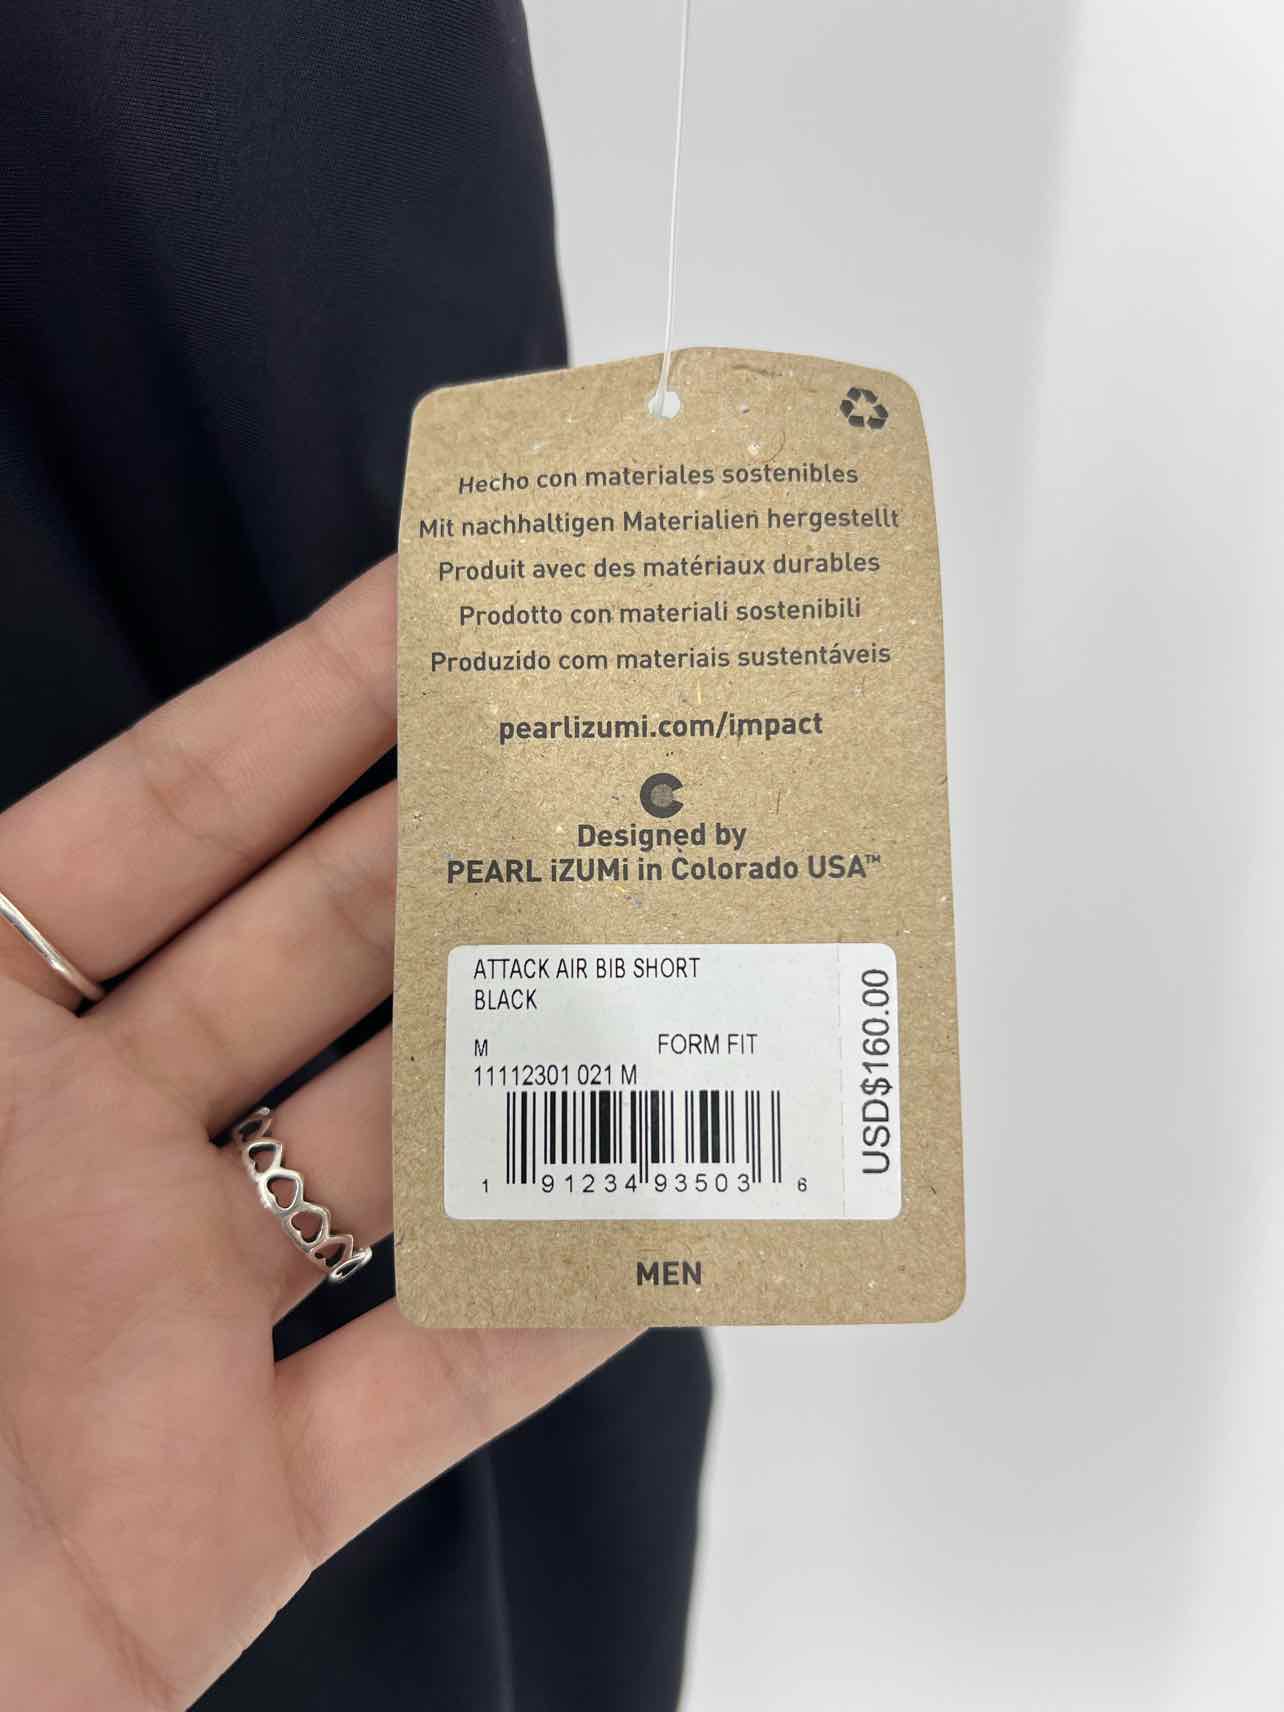 Hecho con materiales sostenibles
Mit nachhaltigen Materialien hergestellt
Produit avec des matériaux durables
Prodotto con materiali sostenibili
Produzido com materiais sustentáveis
pearlizumi.com/impact
Designed by
PEARL iZUMi in Colorado USA™
ATTACK AIR BIB SHORT
BLACK
M FORM FIT
11112301 021 M
1 91234 93503 6
USD$160.00
MEN